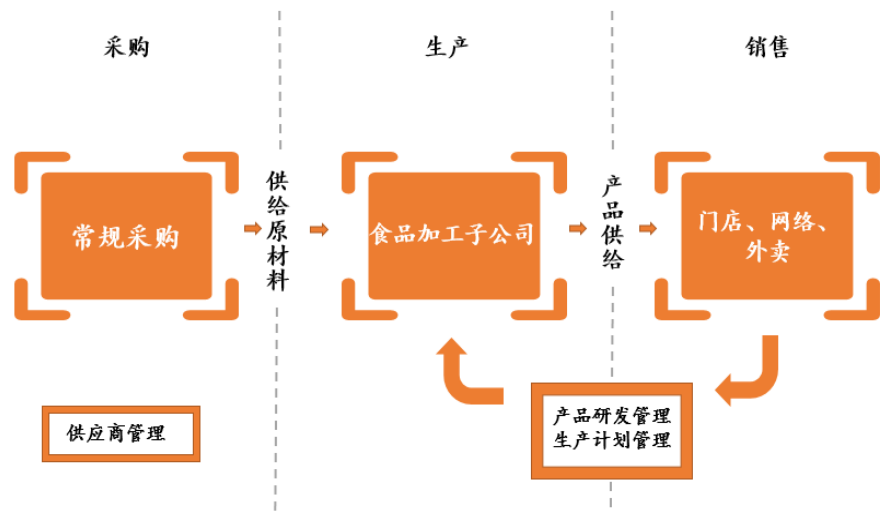 采购
生产
销售
常规采购
供给原材料
食品加工子公司
产品供给
门店、网络、
外卖
供应商管理
产品研发管理
生产计划管理